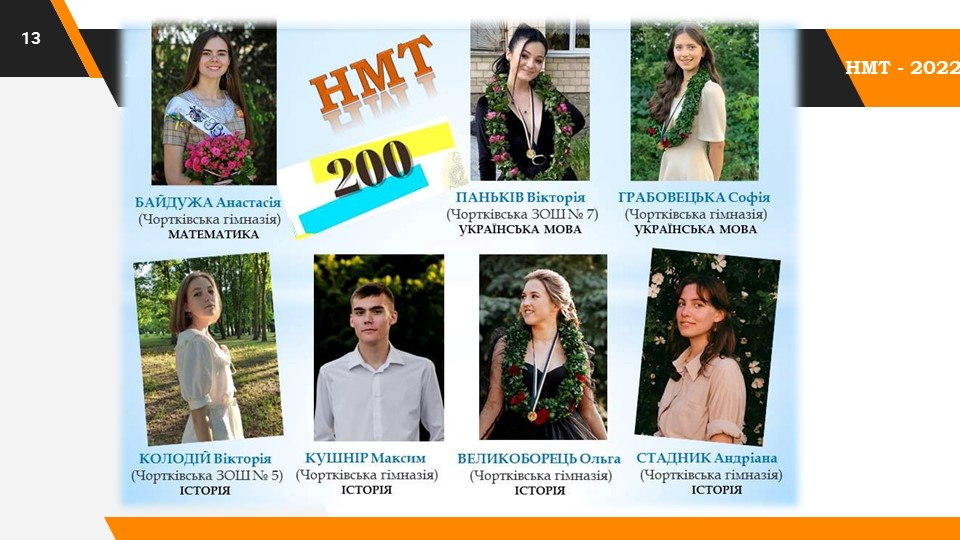 13
НМТ - 2022
НМТ
200
БАЙДУЖА Анастасія
(Чортківська гімназія)
МАТЕМАТИКА
ПАНЬКІВ Вікторія
(Чортківська ЗОШ № 7)
УКРАЇНСЬКА МОВА
ГРАБОВЕЦЬКА Софія
(Чортківська гімназія)
УКРАЇНСЬКА МОВА
КОЛОДІЙ Вікторія
(Чортківська ЗОШ № 5)
ІСТОРІЯ
КУШНІР Максим
(Чортківська гімназія)
ІСТОРІЯ
ВЕЛИКОБОРЕЦЬ Ольга
(Чортківська гімназія)
ІСТОРІЯ
СТАДНИК Андріана
(Чортківська гімназія)
ІСТОРІЯ